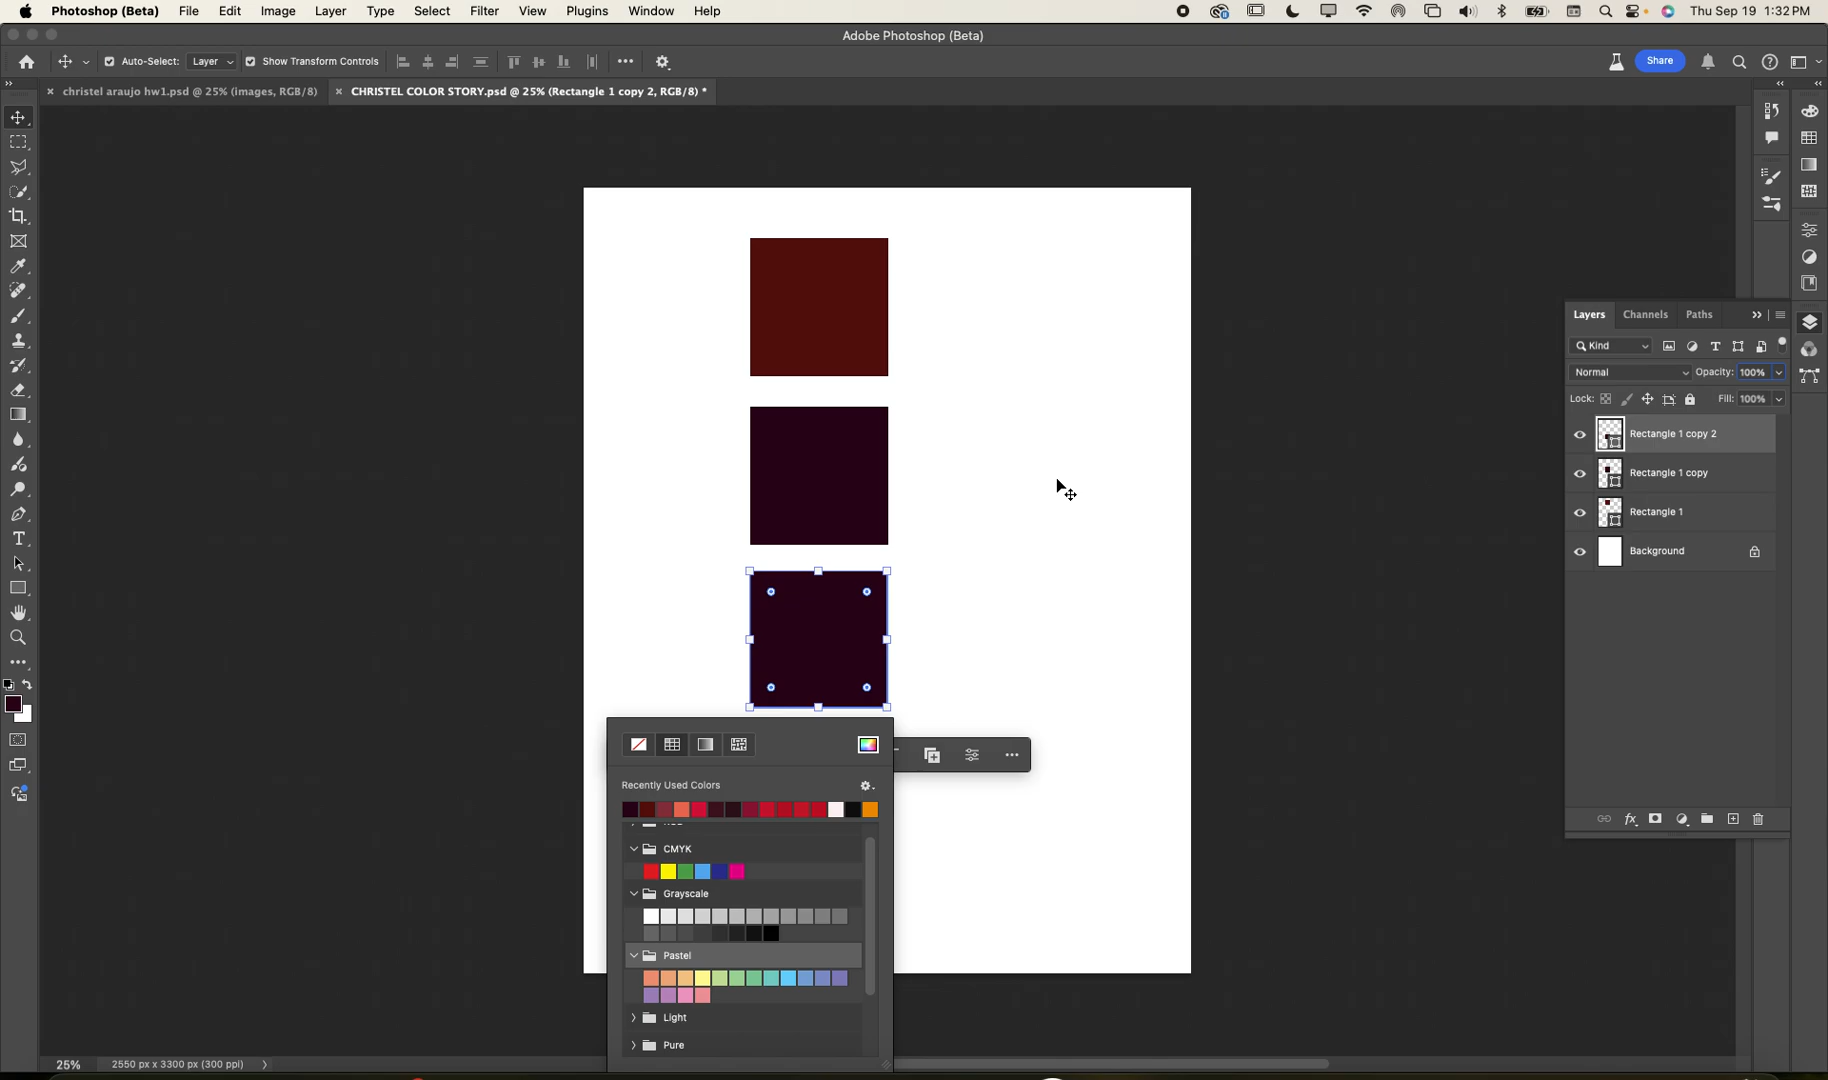 Photoshop (Beta) File Edit Image Layer Type Select Filter View Plugins Window Help Thu Sep 19 1:32 PM
Adobe Photoshop (Beta)
Auto-Select: Layer Show Transform Controls Share
christel araujo hw1.psd @ 25% (images, RGB/8) CHRISTEL COLOR STORY.psd @ 25% (Rectangle 1 copy 2, RGB/8) *
Layers Channels Paths
Kind
Normal Opacity: 100%
Lock: Fill: 100%
Rectangle 1 copy 2
Rectangle 1 copy
Rectangle 1
Background
Recently Used Colors
CMYK
Grayscale
Pastel
Light
Pure
25% 2550 px x 3300 px (300 ppi)